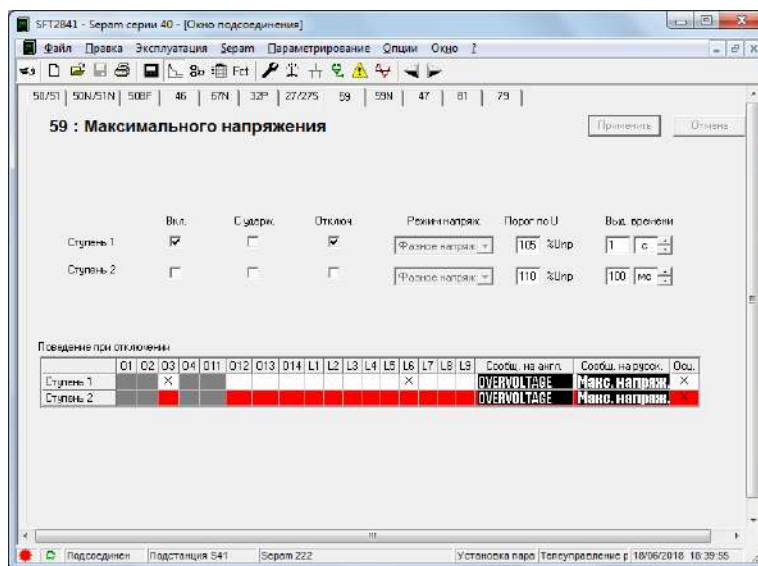 SFT2841 - Sepam серии 40 - [Окно подсоединения]
Файл Правка Эксплуатация Sepam Параметрирование Опции Окно ?
Fct
50/51 50N/51N 50BF 46 67N 32P 27/27S 59 59N 47 81 79
59 : Максимального напряжения
Применить Отмена
Вкл. С удерж. Отключ. Режим напряж. Порог по U Выд. времени
Ступень 1 Фазное напряж. 105 %Uнр 1 с
Ступень 2 Фазное напряж. 110 %Uнр 100 мс
Поведение при отключении
O1 O2 O3 O4 O11 O12 O13 O14 L1 L2 L3 L4 L5 L6 L7 L8 L9 Сообщ. на англ. Сообщ. на русск. Осц.
Ступень 1 X X OVERVOLTAGE Макс. напряж. X
Ступень 2 OVERVOLTAGE Макс. напряж. X
Подсоединен Подстанция S41 Sepam 222 Установка пара Телеуправление р 18/06/2018 18:39:55